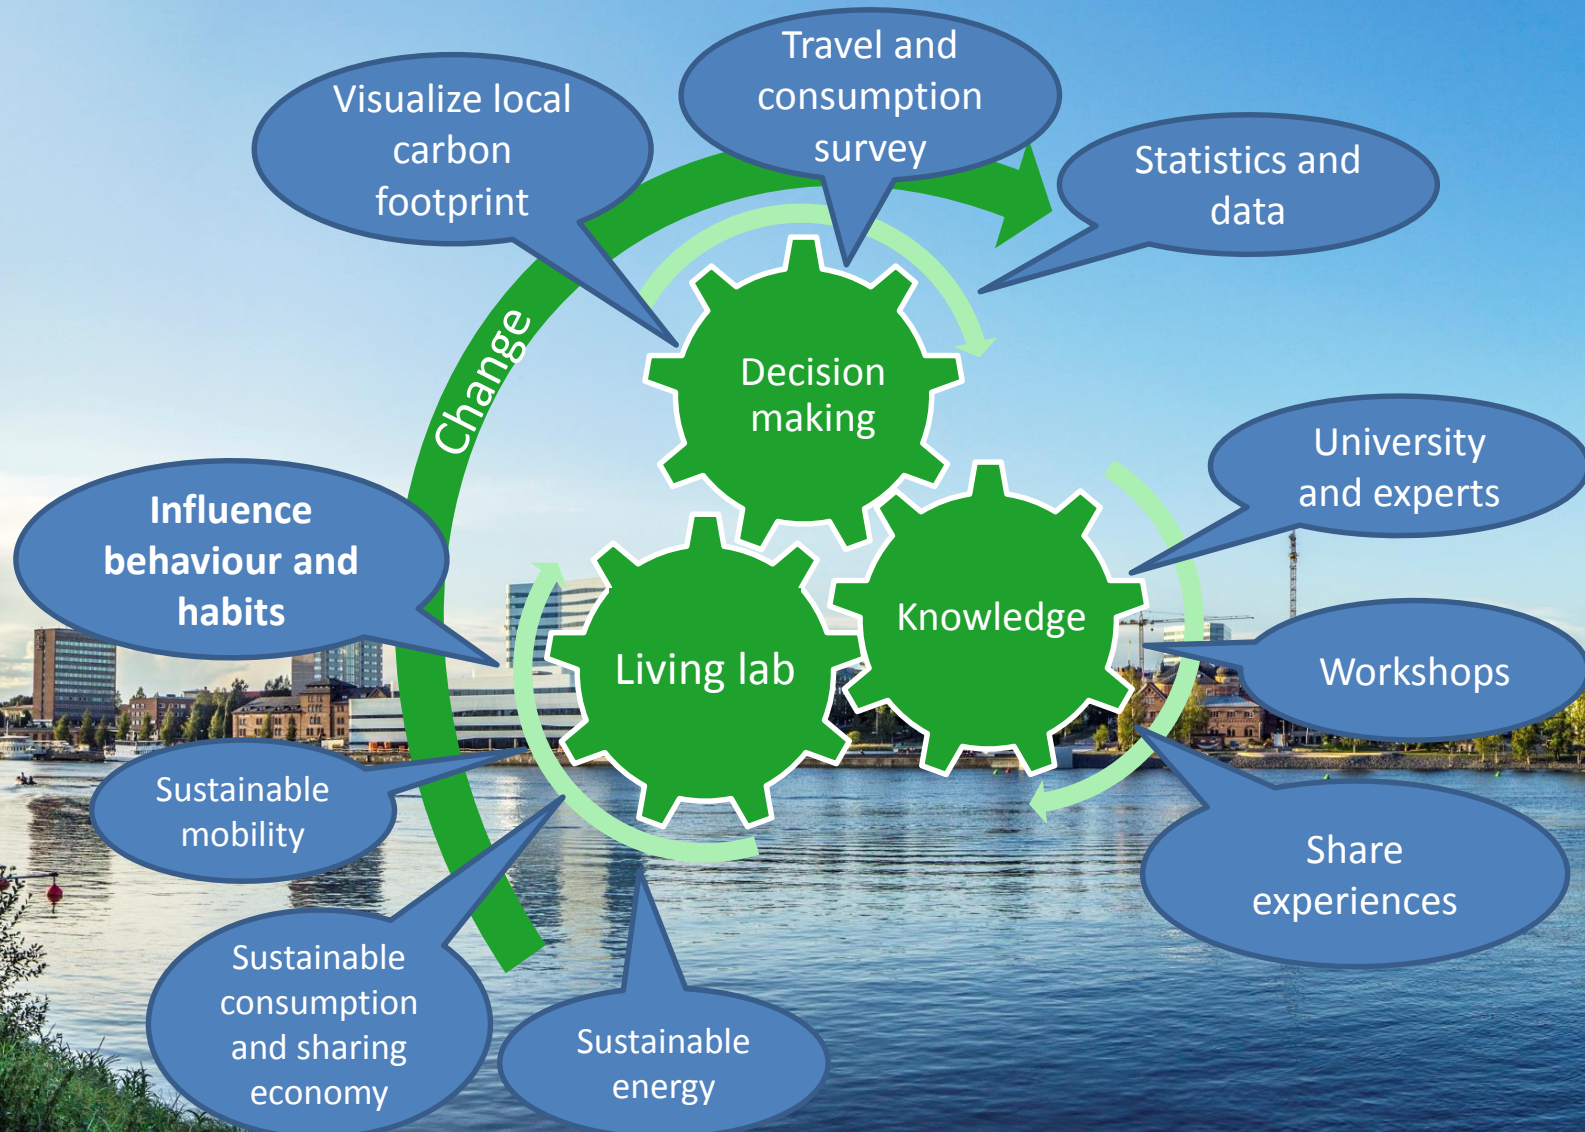 Travel and
consumption
survey
Visualize local
carbon
footprint
Statistics and
data
Change
Decision
making
University
and experts
Influence
behaviour and
habits
Knowledge
Living lab
Workshops
Sustainable
mobility
Share
experiences
Sustainable
consumption
and sharing
economy
Sustainable
energy